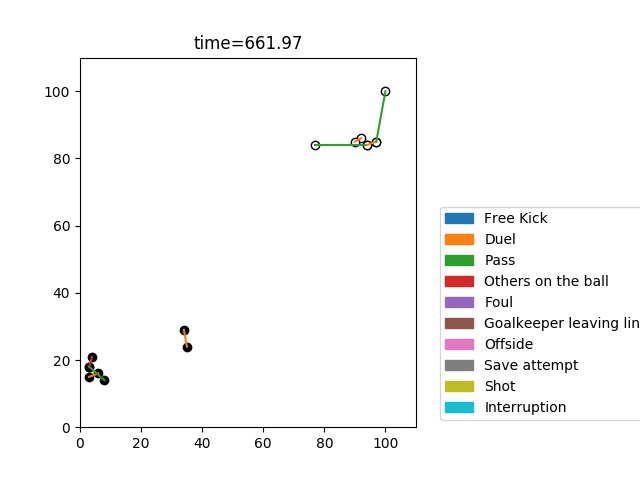 time=661.97
100
80
60
40
20
0
0 20 40 60 80 100
Free Kick
Duel
Pass
Others on the ball
Foul
Goalkeeper leaving lin
Offside
Save attempt
Shot
Interruption